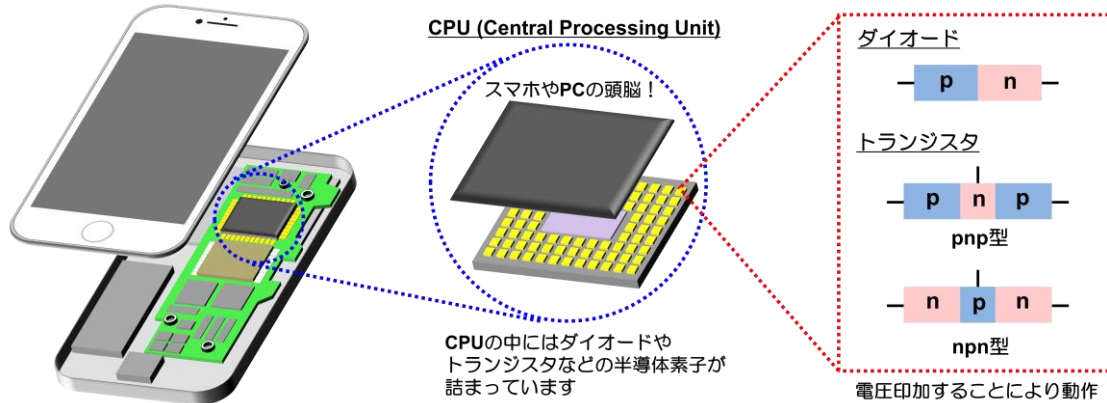 CPU (Central Processing Unit)
スマホやPCの頭脳！
CPUの中にはダイオードや
トランジスタなどの半導体素子が
詰まっています
ダイオード
p n
トランジスタ
p n p
pnp型
n p n
npn型
電圧印加することにより動作